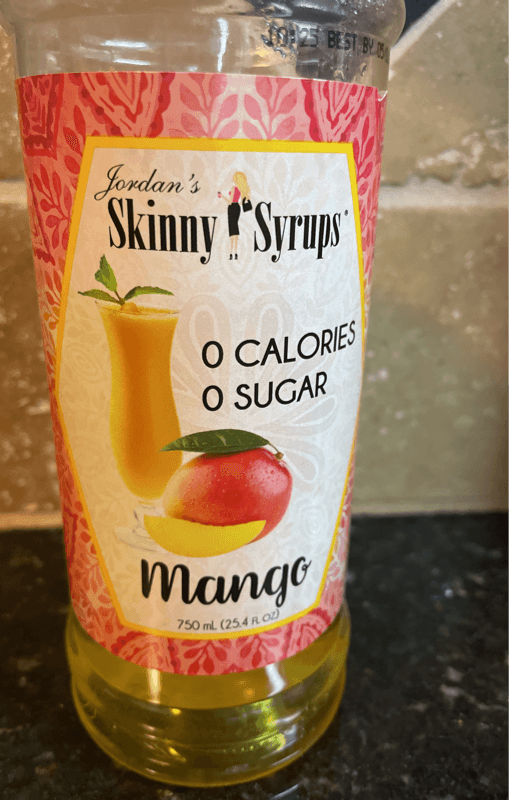 BEST BY
Jordan's
Skinny Syrups
0 CALORIES
0 SUGAR
Mango
750 mL (25.4 FL OZ)